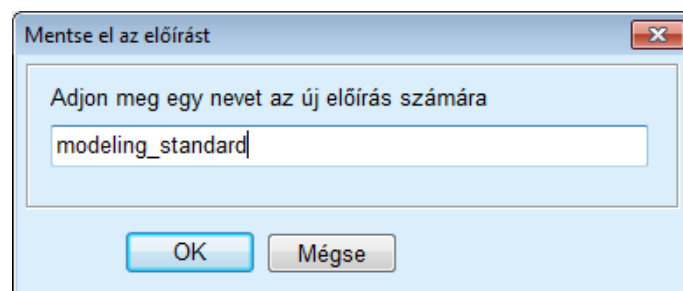 Mentse el az előírást
Adjon meg egy nevet az új előírás számára
modeling_standard
OK
Mégse